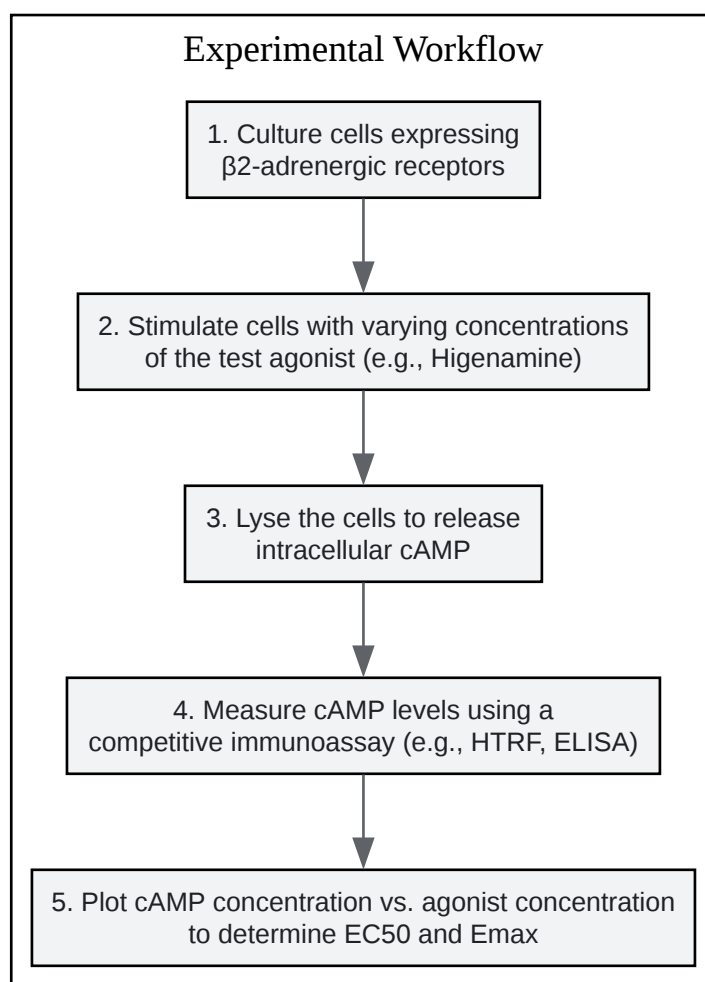 Experimental Workflow
1. Culture cells expressing
β2-adrenergic receptors
2. Stimulate cells with varying concentrations
of the test agonist (e.g., Higenamine)
3. Lyse the cells to release
intracellular cAMP
4. Measure cAMP levels using a
competitive immunoassay (e.g., HTRF, ELISA)
5. Plot cAMP concentration vs. agonist concentration
to determine EC50 and Emax